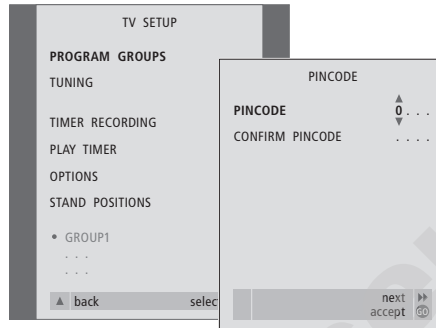 TV SETUP
PROGRAM GROUPS
TUNING
TIMER RECORDING
PLAY TIMER
OPTIONS
STAND POSITIONS
• GROUP1
. . .
. . .
▲ back
PINCODE
PINCODE 0 . . .
CONFIRM PINCODE . . . .
next
accept GO